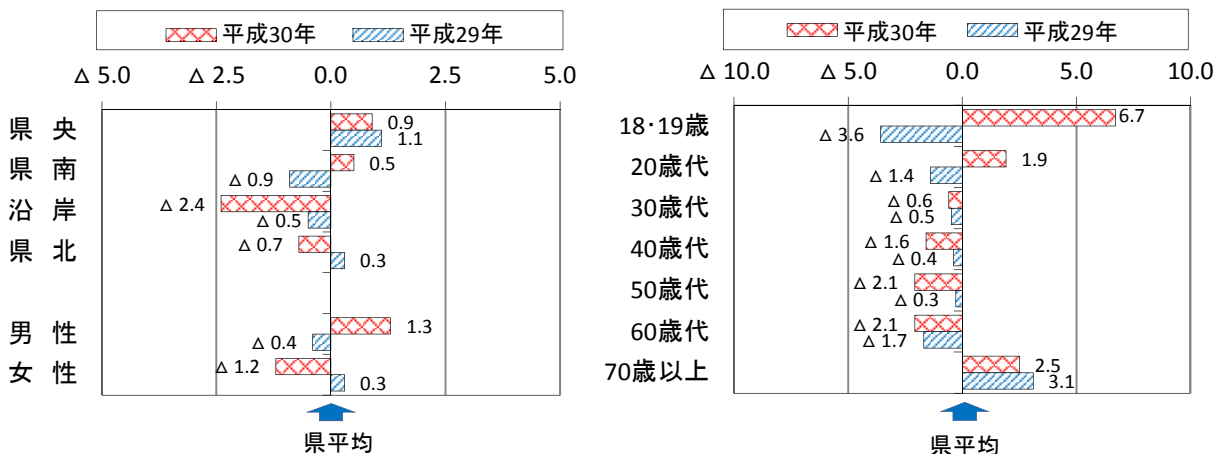 平成30年 平成29年
△ 5.0 △ 2.5 0.0 2.5 5.0
県 央 0.9
1.1
県 南 0.5
△ 0.9
沿 岸 △ 2.4
△ 0.5
県 北 △ 0.7
0.3
男 性 1.3
△ 0.4
女 性 △ 1.2
0.3
県平均
平成30年 平成29年
△ 10.0 △ 5.0 0.0 5.0 10.0
18・19歳 6.7
△ 3.6
20歳代 1.9
△ 1.4
30歳代 △ 0.6
△ 0.5
40歳代 △ 1.6
△ 0.4
50歳代 △ 2.1
△ 0.3
60歳代 △ 2.1
△ 1.7
70歳以上 2.5
3.1
県平均